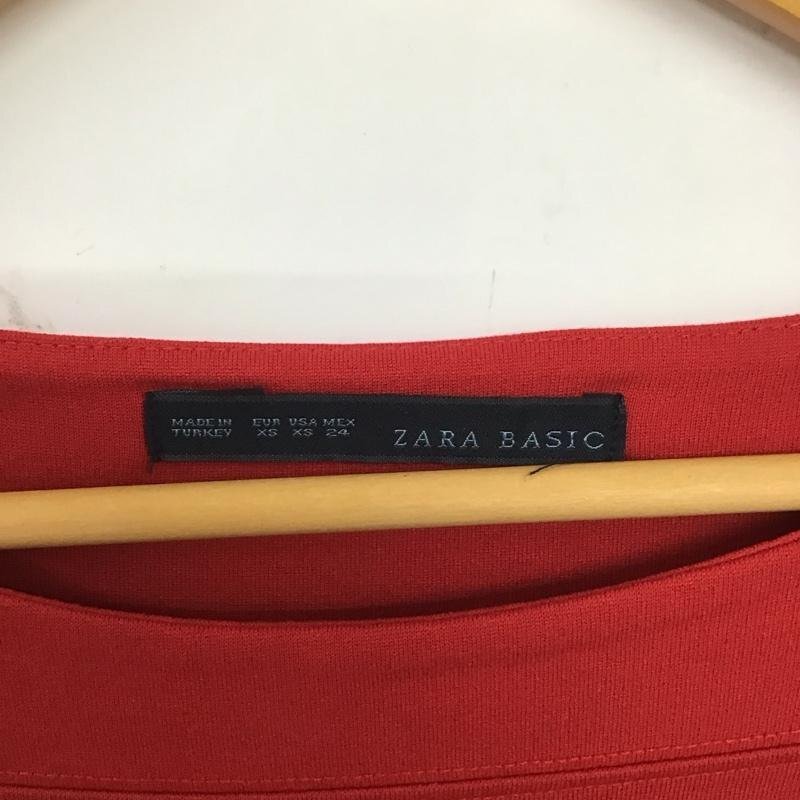 MADE IN EUR USA MEX
TURKEY XS XS 24
ZARA BASIC